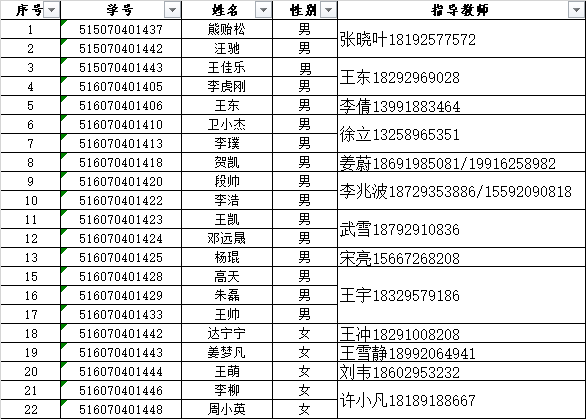 序号 学号 姓名 性别 指导教师
1 515070401437 熊贻松 男 张晓叶18192577572
2 515070401442 汪驰 男
3 515070401443 王佳乐 男 王东18292969028
4 516070401405 李虎刚 男
5 516070401406 王东 男 李倩13991883464
6 516070401410 卫小杰 男 徐立13258965351
7 516070401413 李璞 男
8 516070401418 贺凯 男 姜蔚18691985081/19916258982
9 516070401420 段帅 男 李兆波18729353886/15592090818
10 516070401422 李浩 男
11 516070401423 王凯 男 武雪18792910836
12 516070401424 邓远晟 男
13 516070401425 杨琨 男 宋亮15667268208
15 516070401428 高天 男 王宇18329579186
16 516070401429 朱磊 男
17 516070401433 王帅 男
18 516070401442 达宁宁 女 王冲18291008208
19 516070401443 姜梦凡 女 王雪静18992064941
20 516070401444 王萌 女 刘韦18602953232
21 516070401446 李柳 女 许小凡18189188667
22 516070401448 周小英 女